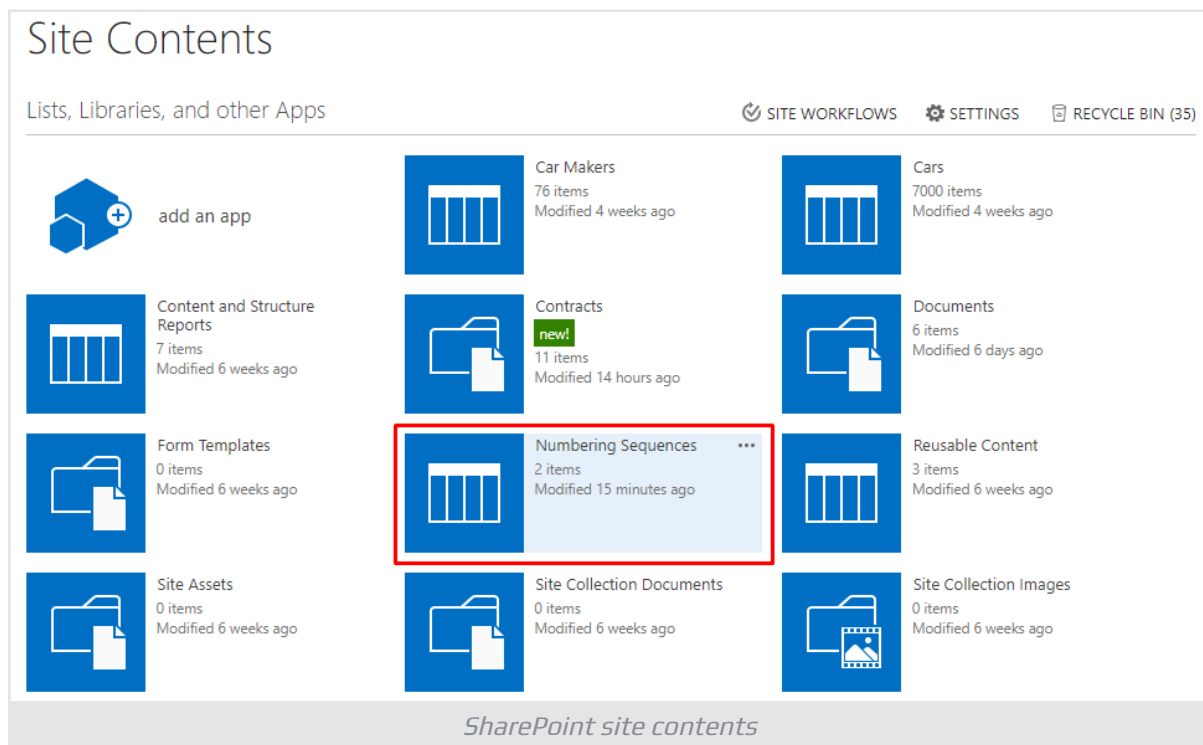 Site Contents
Lists, Libraries, and other Apps
SITE WORKFLOWS SETTINGS RECYCLE BIN (35)
add an app
Car Makers
76 items
Modified 4 weeks ago
Cars
7000 items
Modified 4 weeks ago
Content and Structure
Reports
7 items
Modified 6 weeks ago
Contracts
new!
11 items
Modified 14 hours ago
Documents
6 items
Modified 6 days ago
Form Templates
0 items
Modified 6 weeks ago
Numbering Sequences ...
2 items
Modified 15 minutes ago
Reusable Content
3 items
Modified 6 weeks ago
Site Assets
0 items
Modified 6 weeks ago
Site Collection Documents
0 items
Modified 6 weeks ago
Site Collection Images
0 items
Modified 6 weeks ago
SharePoint site contents